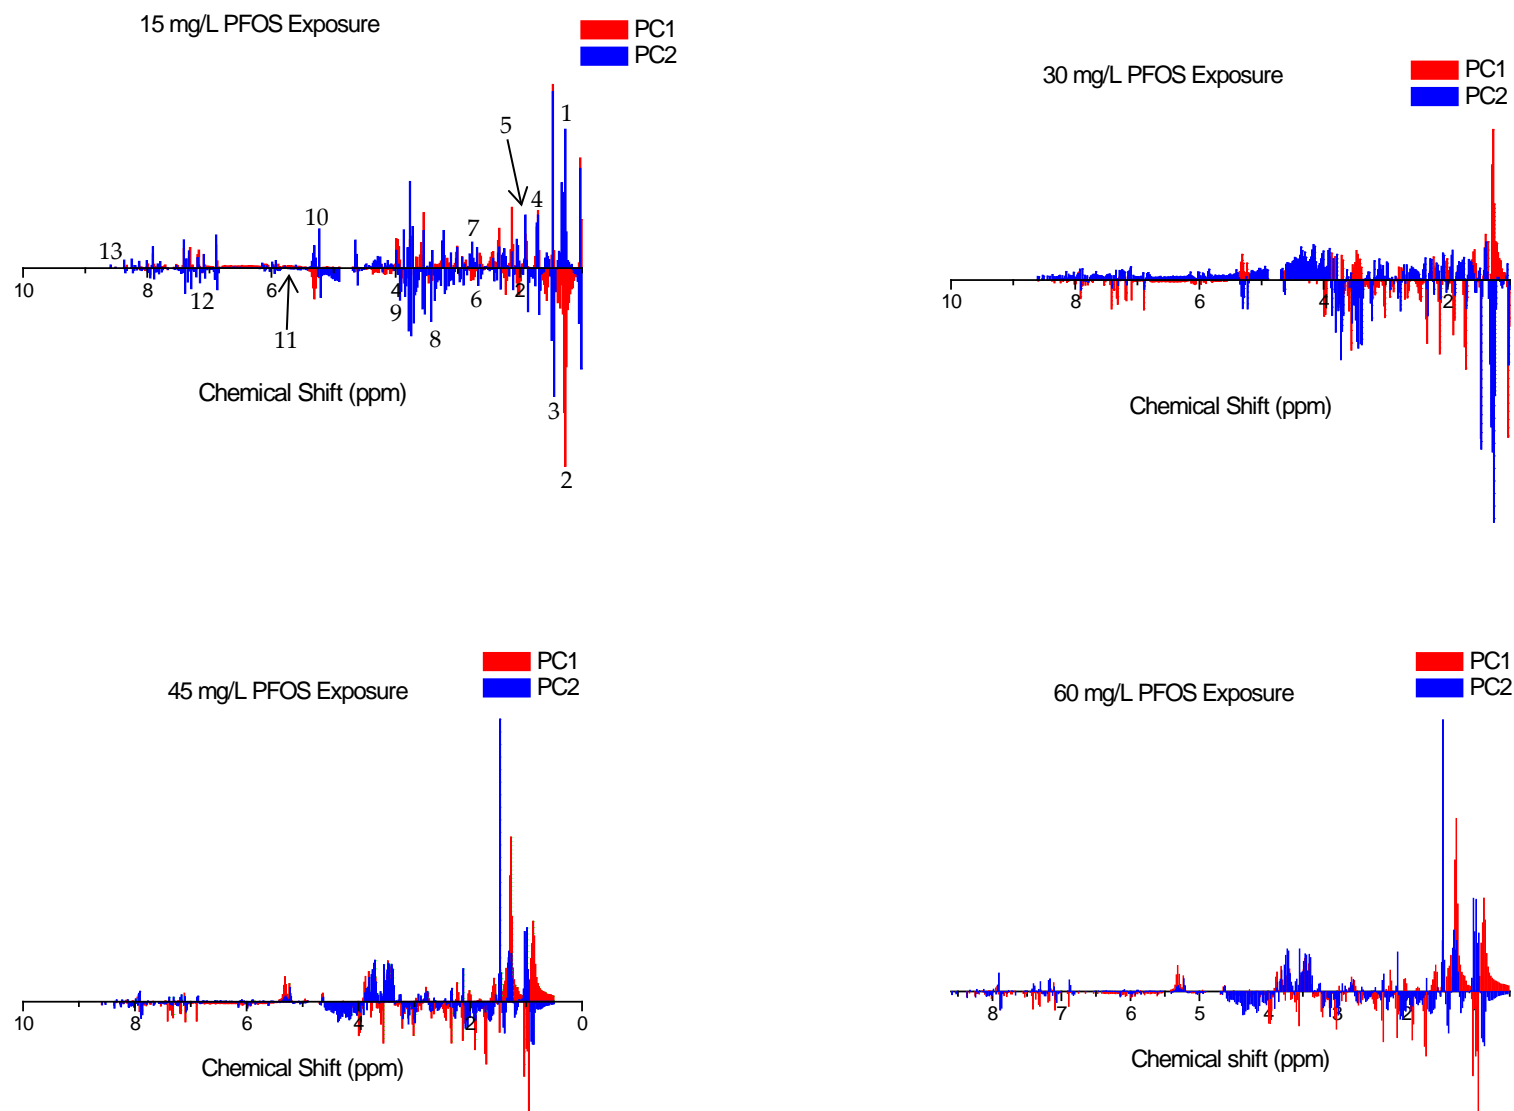 15 mg/L PFOS Exposure
PC1
PC2
1
5
4
7
10
13
10
8
6
4
2
12
9
6
11
8
3
2
Chemical Shift (ppm)
30 mg/L PFOS Exposure
PC1
PC2
10
8
6
4
2
Chemical Shift (ppm)
45 mg/L PFOS Exposure
PC1
PC2
10
8
6
4
2
0
Chemical Shift (ppm)
60 mg/L PFOS Exposure
PC1
PC2
8
7
6
5
4
3
2
Chemical shift (ppm)